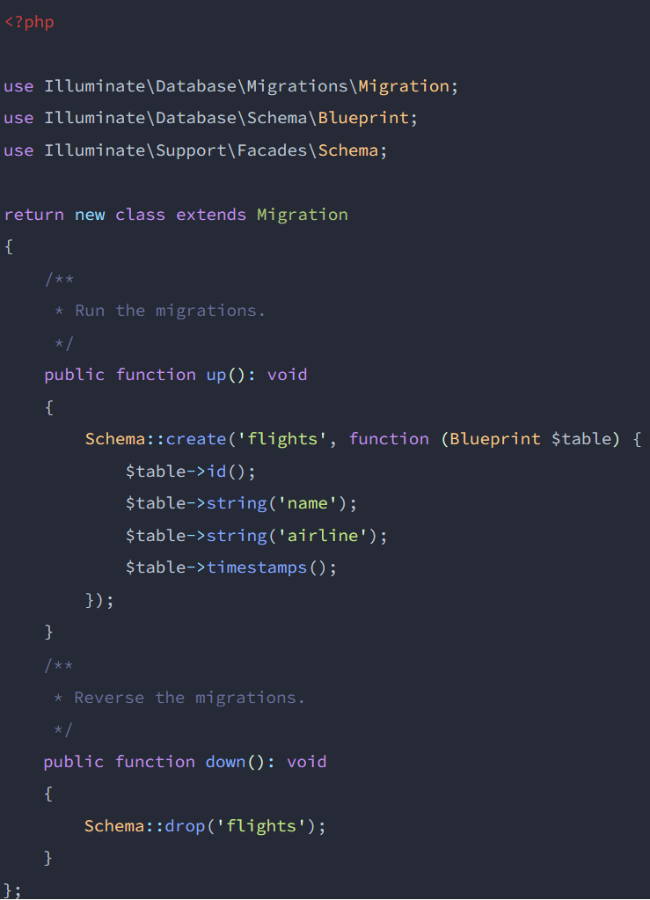 <?php
use Illuminate\Database\Migrations\Migration;
use Illuminate\Database\Schema\Blueprint;
use Illuminate\Support\Facades\Schema;
return new class extends Migration
{
    /**
     * Run the migrations.
     */
    public function up(): void
    {
        Schema::create('flights', function (Blueprint $table) {
            $table->id();
            $table->string('name');
            $table->string('airline');
            $table->timestamps();
        });
    }
    /**
     * Reverse the migrations.
     */
    public function down(): void
    {
        Schema::drop('flights');
    }
};